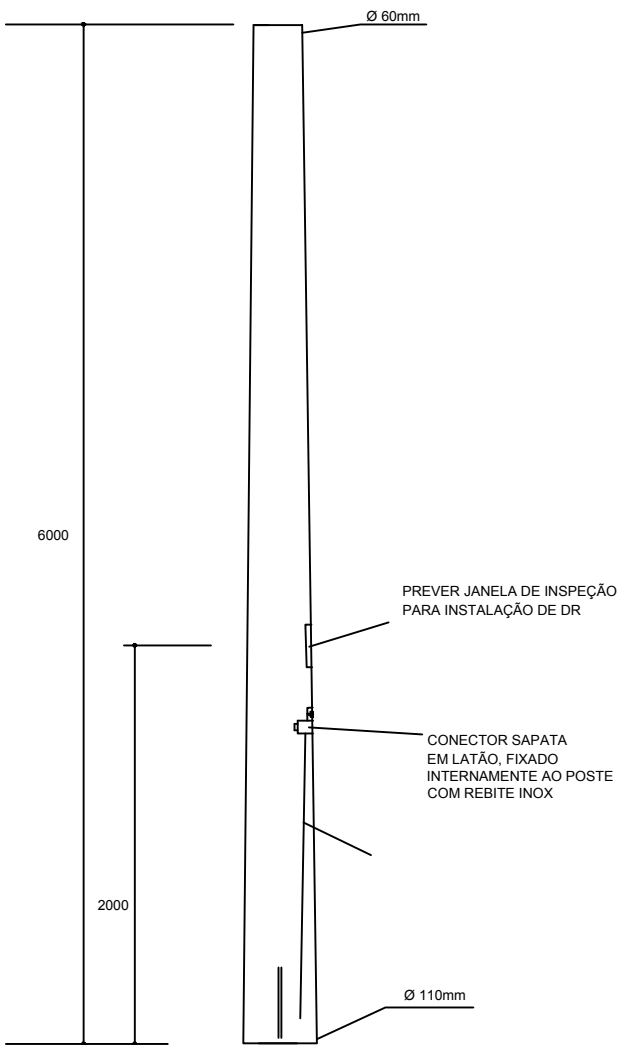 Ø 60mm
6000
PREVER JANELA DE INSPEÇÃO
PARA INSTALAÇÃO DE DR
CONECTOR SAPATA
EM LATÃO, FIXADO
INTERNAMENTE AO POSTE
COM REBITE INOX
2000
Ø 110mm